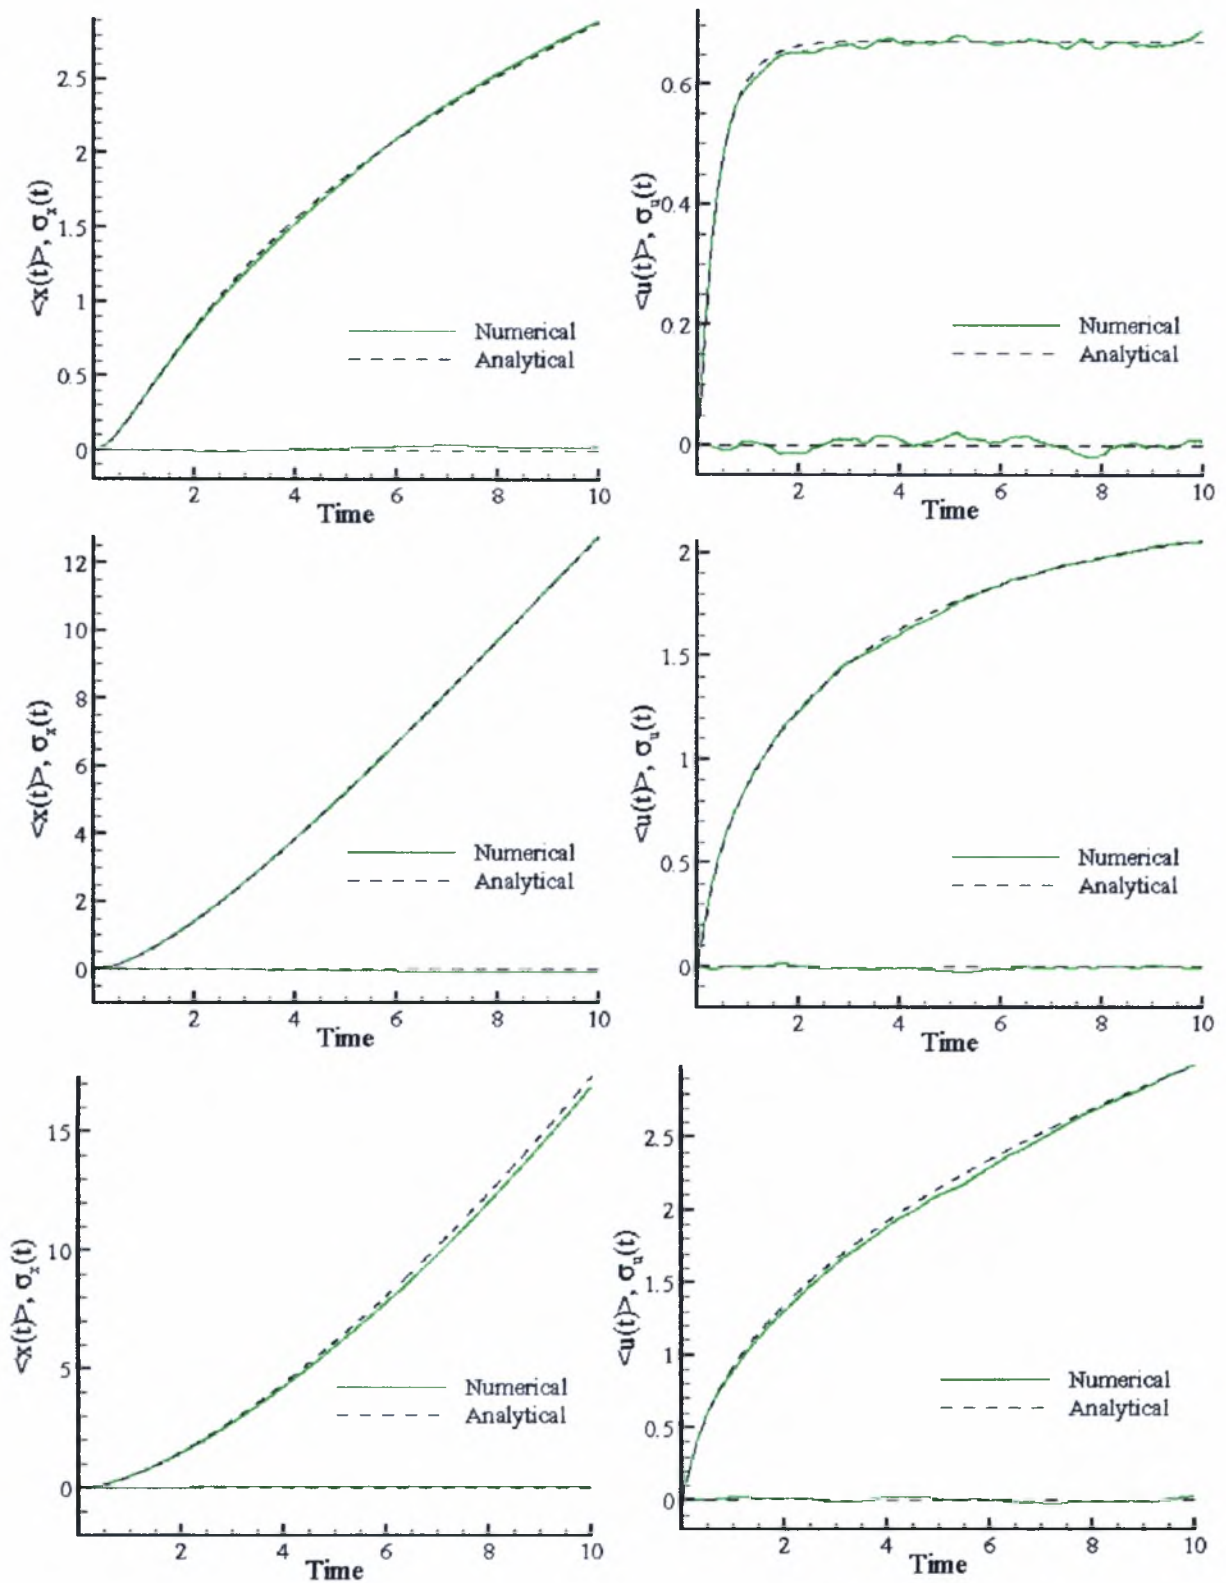 2.5
2
1.5
1
0.5
0
<x(t)>, σx(t)
Numerical
Analytical
2 4 6 8 10
Time
0.6
0.4
0.2
0
<u(t)>, σu(t)
Numerical
Analytical
2 4 6 8 10
Time
12
10
8
6
4
2
0
<x(t)>, σx(t)
Numerical
Analytical
2 4 6 8 10
Time
2
1.5
1
0.5
0
<u(t)>, σu(t)
Numerical
Analytical
2 4 6 8 10
Time
15
10
5
0
<x(t)>, σx(t)
Numerical
Analytical
2 4 6 8 10
Time
2.5
2
1.5
1
0.5
0
<u(t)>, σu(t)
Numerical
Analytical
2 4 6 8 10
Time